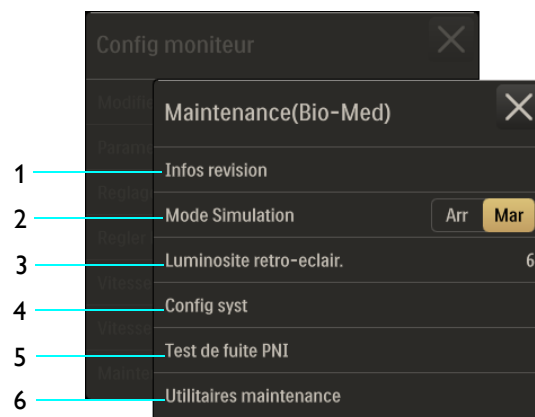 Config moniteur
Maintenance(Bio-Med)
1 Infos revision
2 Mode Simulation Arr Mar
3 Luminosite retro-eclair. 6
4 Config syst
5 Test de fuite PNI
6 Utilitaires maintenance